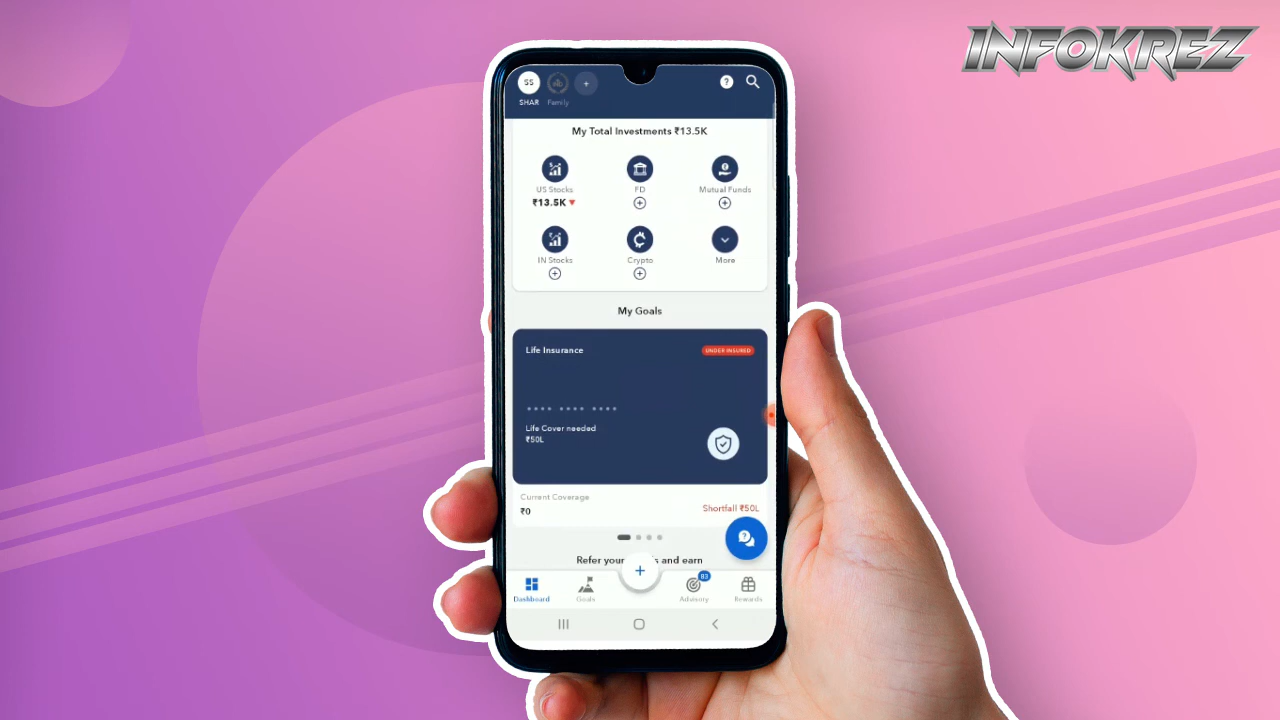 INFOKREZ
SS
+
?
SHAR Family
My Total Investments ₹13.5K
US Stocks FD Mutual Funds
₹13.5K
IN Stocks Crypto More
My Goals
Life Insurance UNDER INSURED
**** **** ****
Life Cover needed
₹50L
Current Coverage
₹0 Shortfall ₹50L
Refer your s and earn
+
83
Dashboard Goals Advisory Rewards